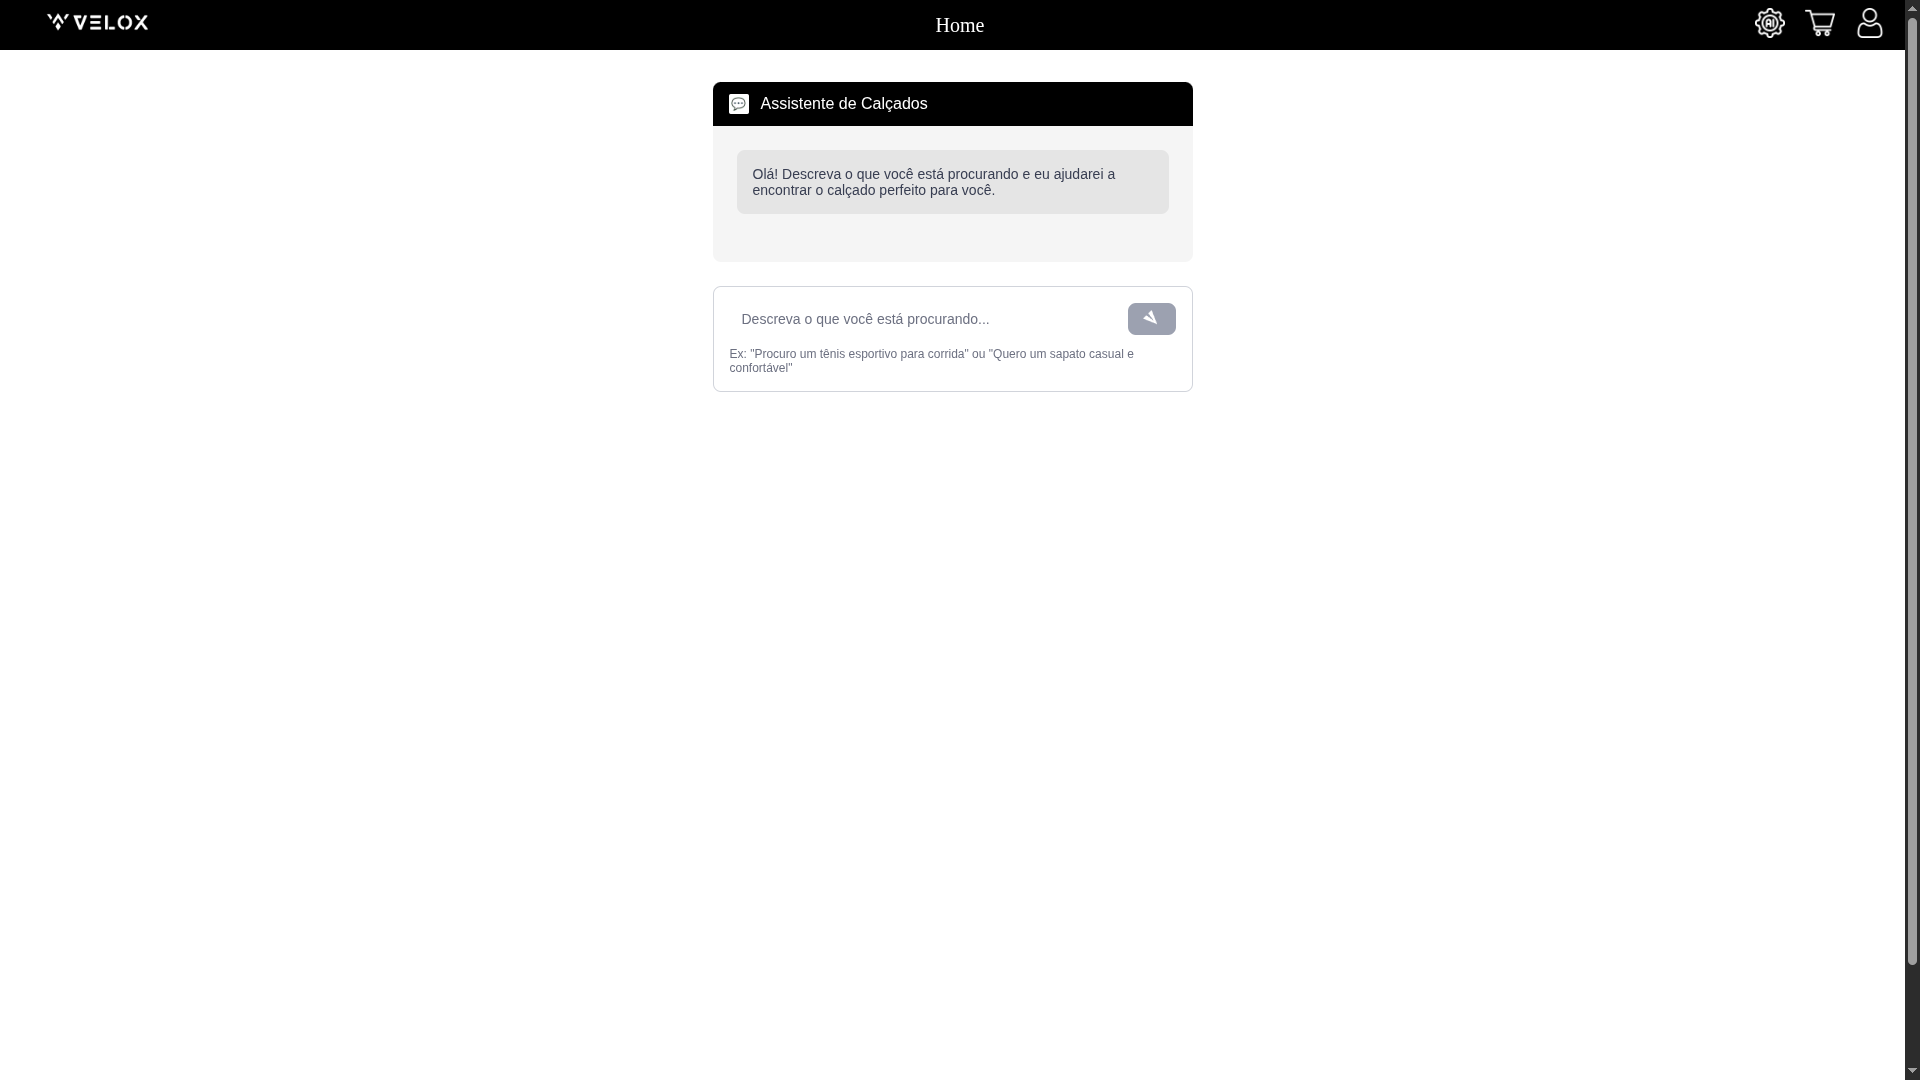 VELOX
Home
AI
Assistente de Calçados
Olá! Descreva o que você está procurando e eu ajudarei a
encontrar o calçado perfeito para você.
Descreva o que você está procurando...
Ex: "Procuro um tênis esportivo para corrida" ou "Quero um sapato casual e
confortável"